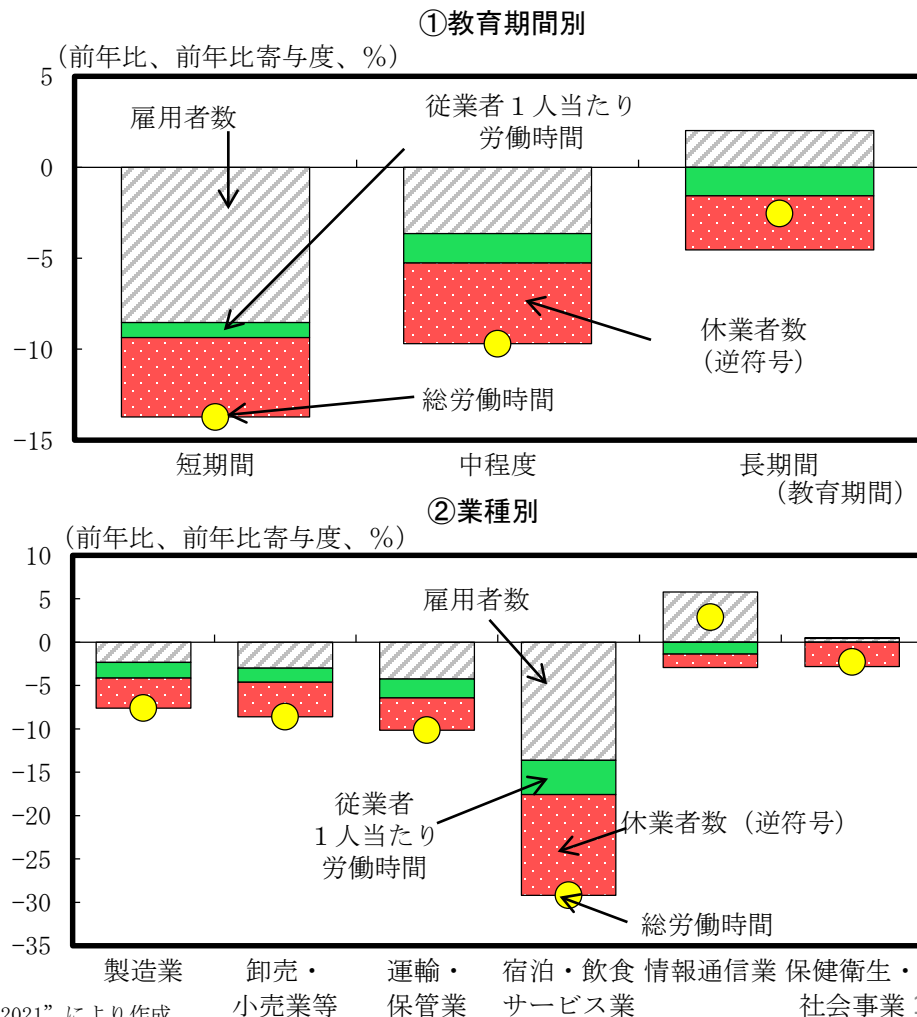 ①教育期間別
(前年比、前年比寄与度、%)
5
0
-5
-10
-15
雇用者数
従業者1人当たり
労働時間
休業者数
(逆符号)
総労働時間
短期間
中程度
長期間
(教育期間)
②業種別
(前年比、前年比寄与度、%)
10
5
0
-5
-10
-15
-20
-25
-30
-35
雇用者数
従業者
1人当たり
労働時間
休業者数(逆符号)
総労働時間
製造業
卸売・
小売業等
運輸・
保管業
宿泊・飲食
サービス業
情報通信業
保健衛生・
社会事業
2021”により作成